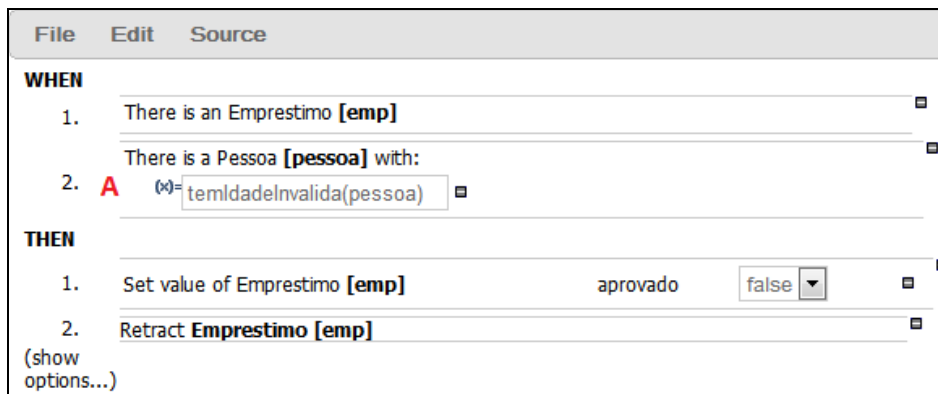 File Edit Source
WHEN
1. There is an Emprestimo [emp]
There is a Pessoa [pessoa] with:
2. A (x)= temIdadeInvalida(pessoa)
THEN
1. Set value of Emprestimo [emp] aprovado false
2. Retract Emprestimo [emp]
(show
options...)